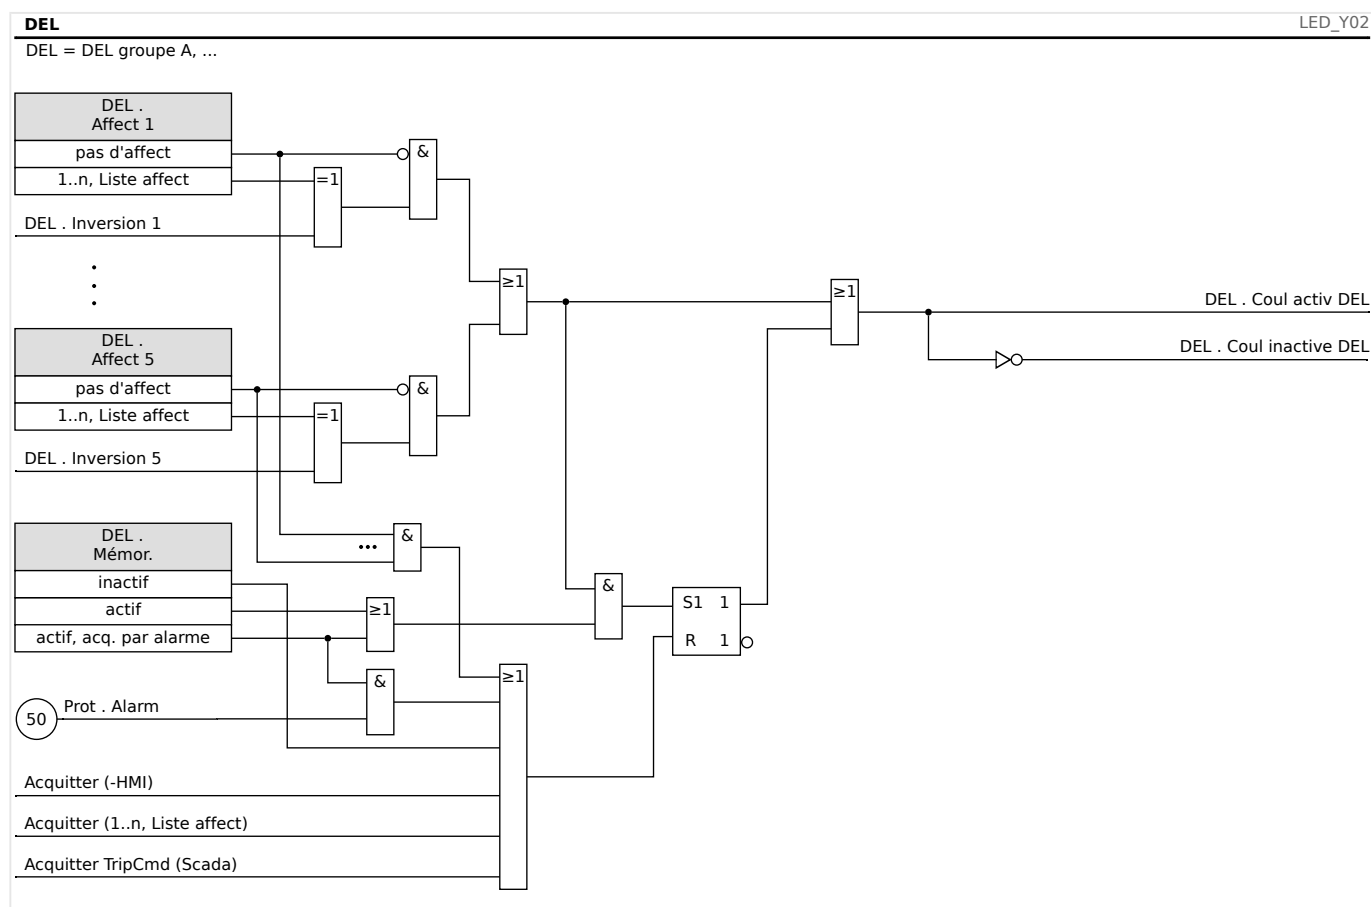 DEL
LED_Y02
DEL = DEL groupe A, ...
DEL .
Affect 1
pas d'affect
1..n, Liste affect
DEL . Inversion 1
&
=1
≥1
≥1
DEL . Coul activ DEL
DEL . Coul inactive DEL
DEL .
Affect 5
pas d'affect
1..n, Liste affect
DEL . Inversion 5
&
=1
DEL .
Mémor.
inactif
actif
actif, acq. par alarme
&
•••
≥1
&
S1 1
R 1
&
≥1
50
Prot . Alarm
Acquitter (-HMI)
Acquitter (1..n, Liste affect)
Acquitter TripCmd (Scada)